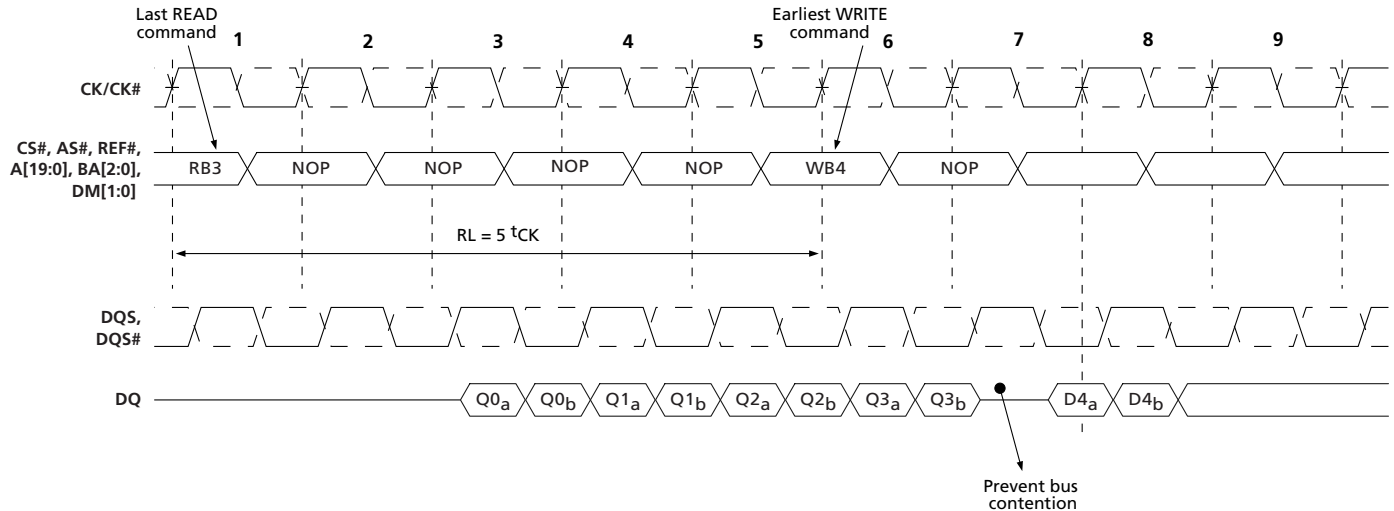 Last READ
command
Earliest WRITE
command
1 2 3 4 5 6 7 8 9
CK/CK#
CS#, AS#, REF#,
A[19:0], BA[2:0],
DM[1:0]
RB3 NOP NOP NOP NOP WB4 NOP
RL = 5 tCK
DQS,
DQS#
DQ Q0a Q0b Q1a Q1b Q2a Q2b Q3a Q3b D4a D4b
Prevent bus
contention